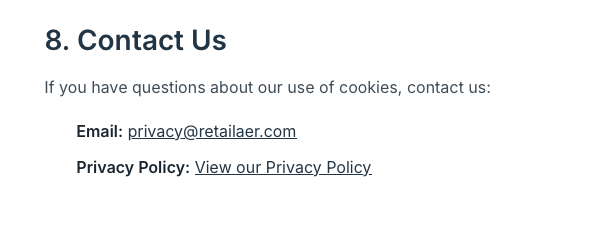 8. Contact Us
If you have questions about our use of cookies, contact us:
Email: privacy@retailaer.com
Privacy Policy: View our Privacy Policy